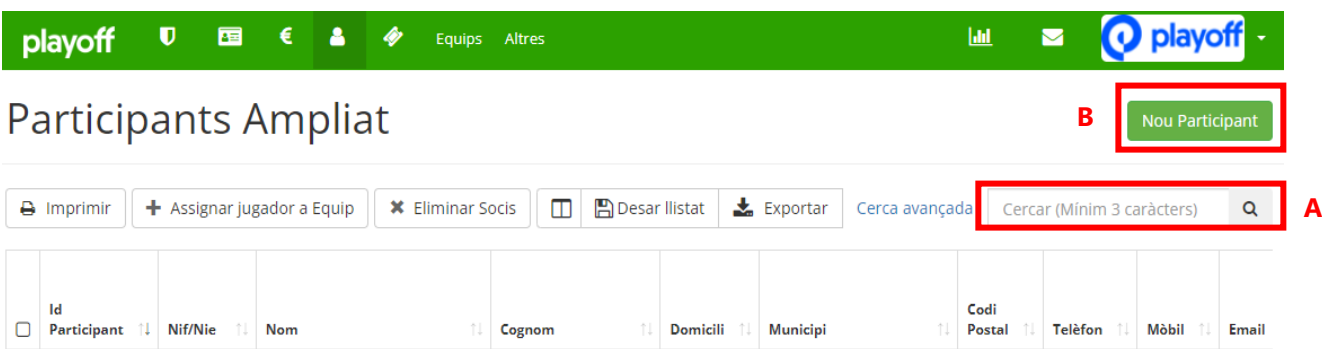 playoff € Equips Altres playoff
Participants Ampliat B Nou Participant
Imprimir Assignar jugador a Equip Eliminar Socis Desar llistat Exportar Cerca avançada Cercar (Mínim 3 caràcters) A
Id Participant Nif/Nie Nom Cognom Domicili Municipi Codi Postal Telèfon Mòbil Email